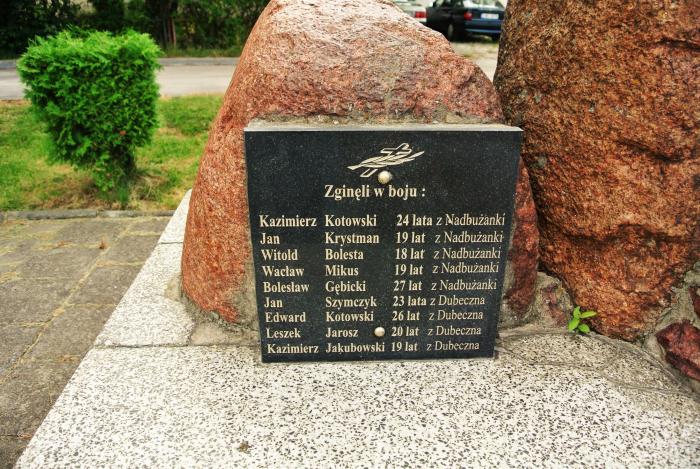 Zginęli w boju :
Kazimierz Kotowski 24 lata z Nadbużanki
Jan Krystman 19 lat z Nadbużanki
Witold Bolesta 18 lat z Nadbużanki
Wacław Mikus 19 lat z Nadbużanki
Bolesław Gębicki 27 lat z Nadbużanki
Jan Szymczyk 23 lata z Dubeczna
Edward Kotowski 26 lat z Dubeczna
Leszek Jarosz 20 lat z Dubeczna
Kazimierz Jakubowski 19 lat z Dubeczna